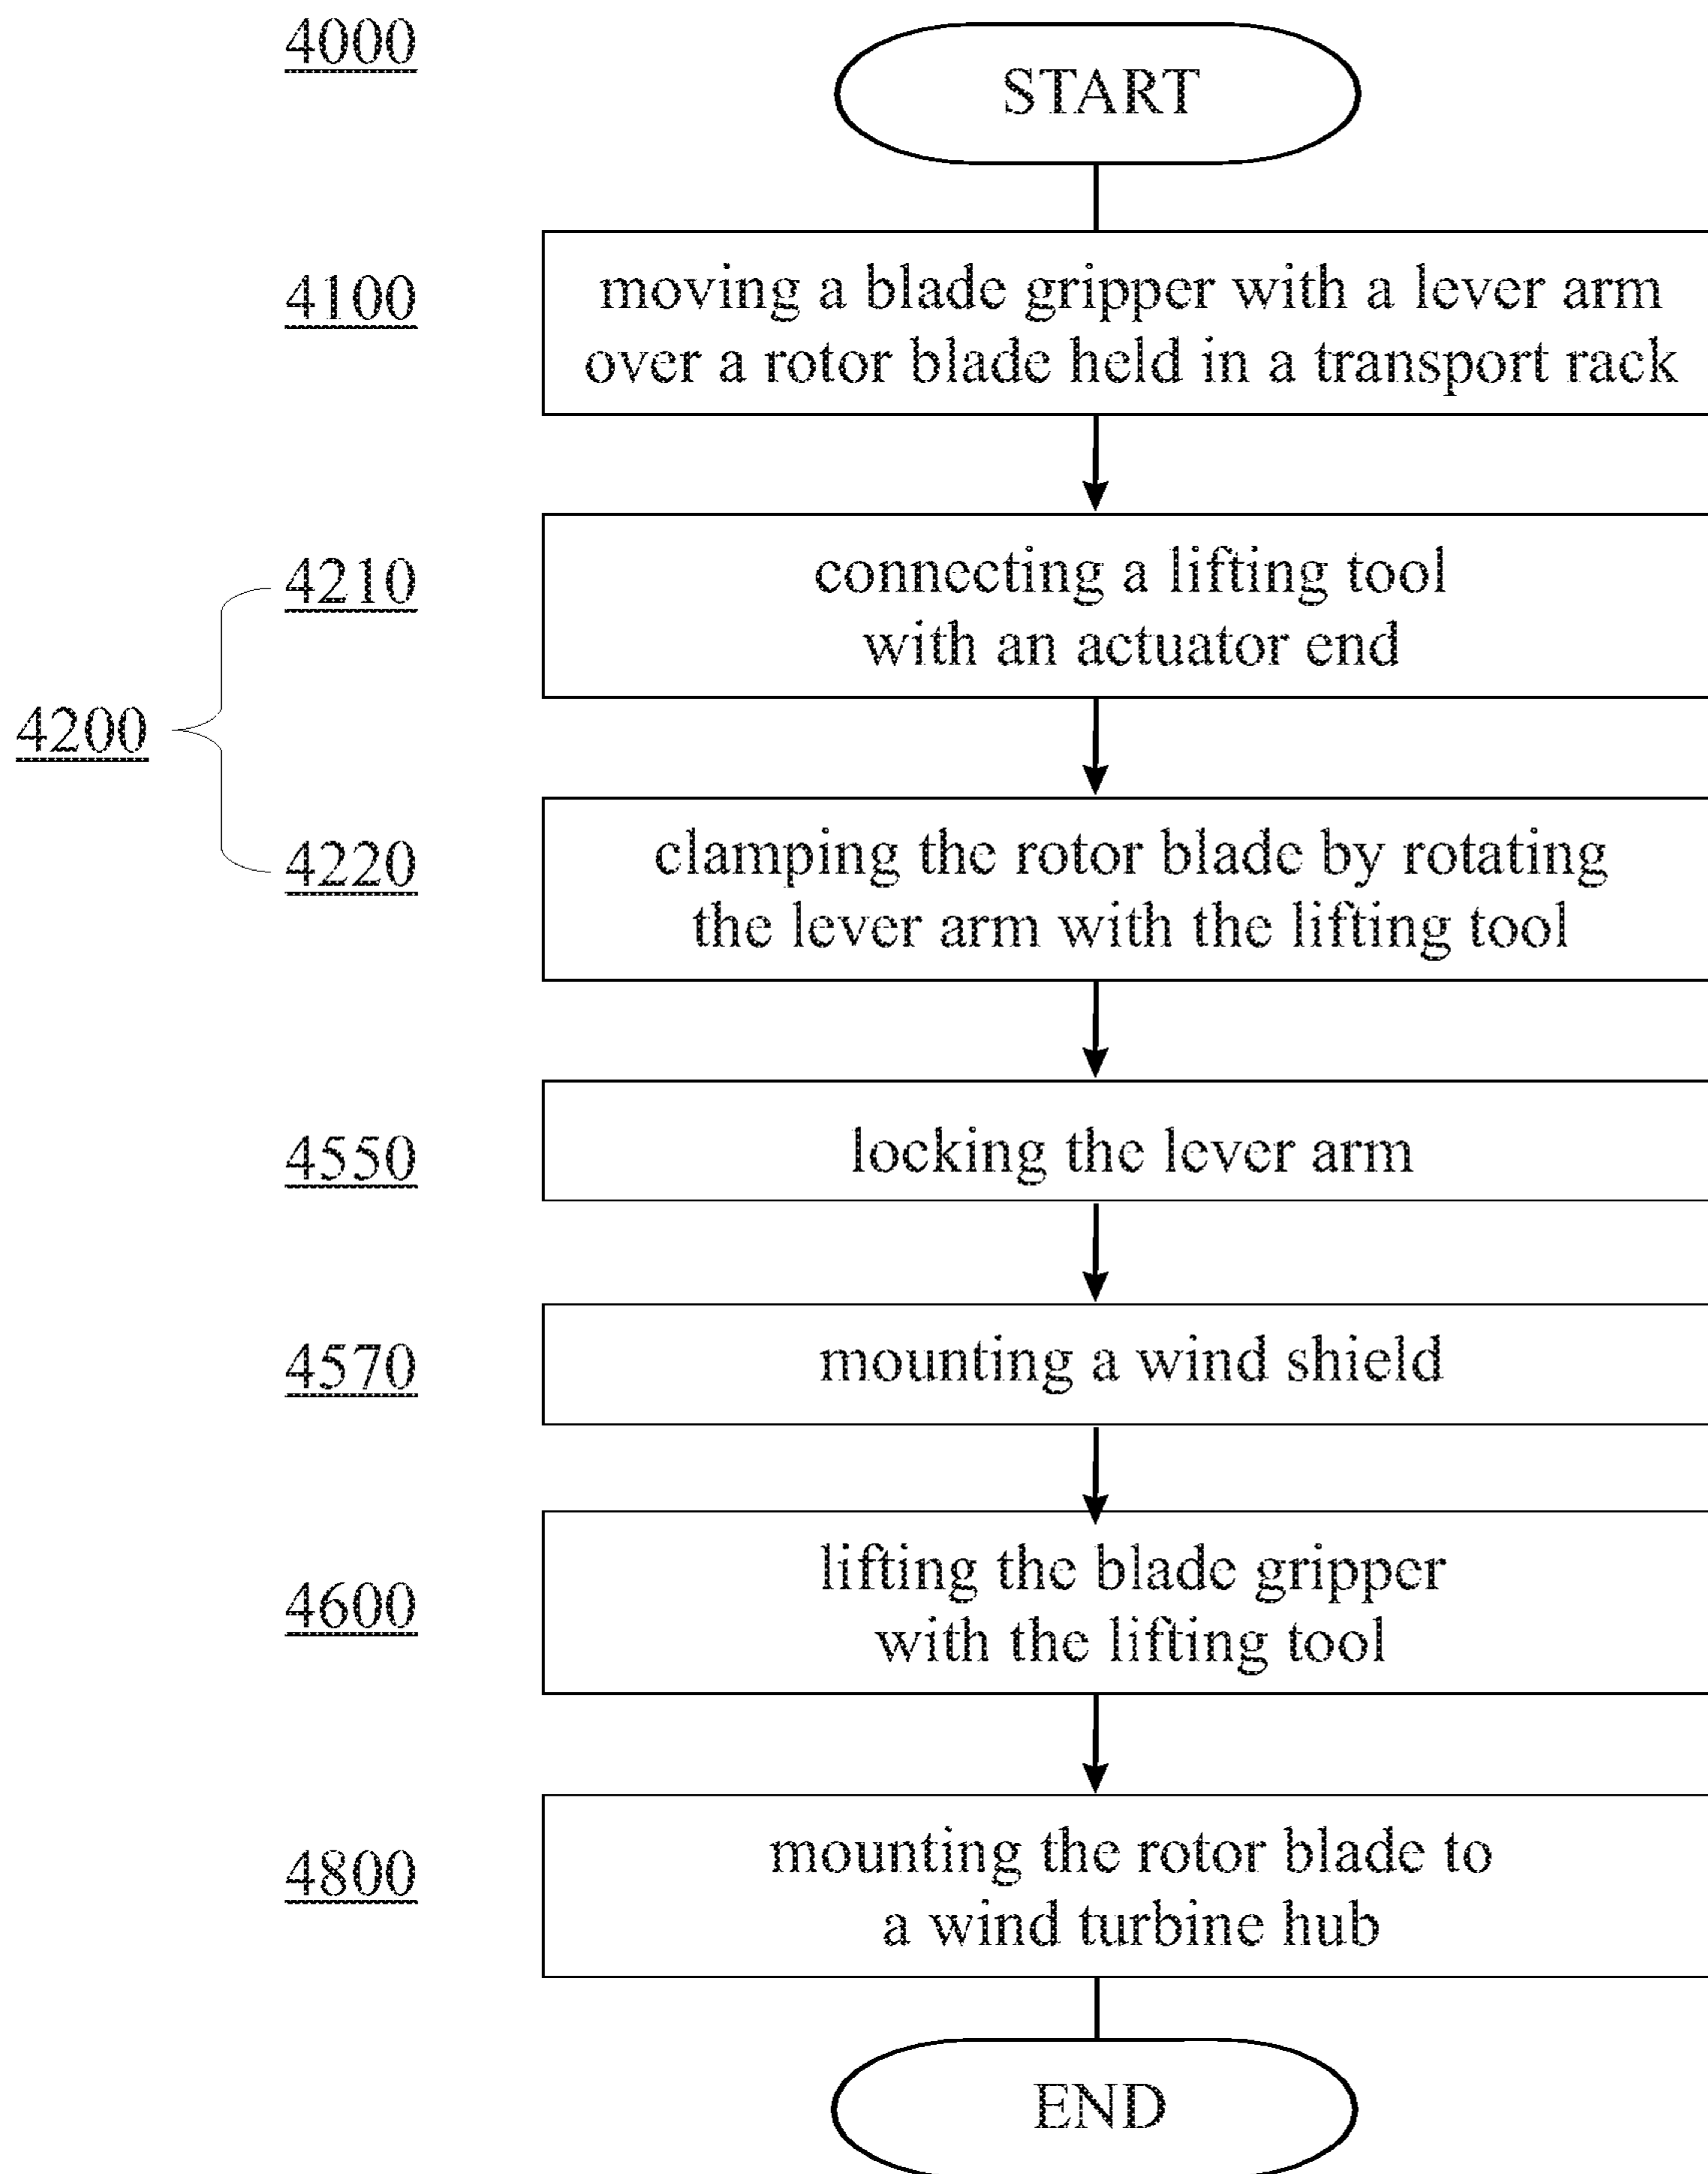 4000
START
4100
moving a blade gripper with a lever arm
over a rotor blade held in a transport rack
4210
connecting a lifting tool
with an actuator end
4200
4220
clamping the rotor blade by rotating
the lever arm with the lifting tool
4550
locking the lever arm
4570
mounting a wind shield
4600
lifting the blade gripper
with the lifting tool
4800
mounting the rotor blade to
a wind turbine hub
END